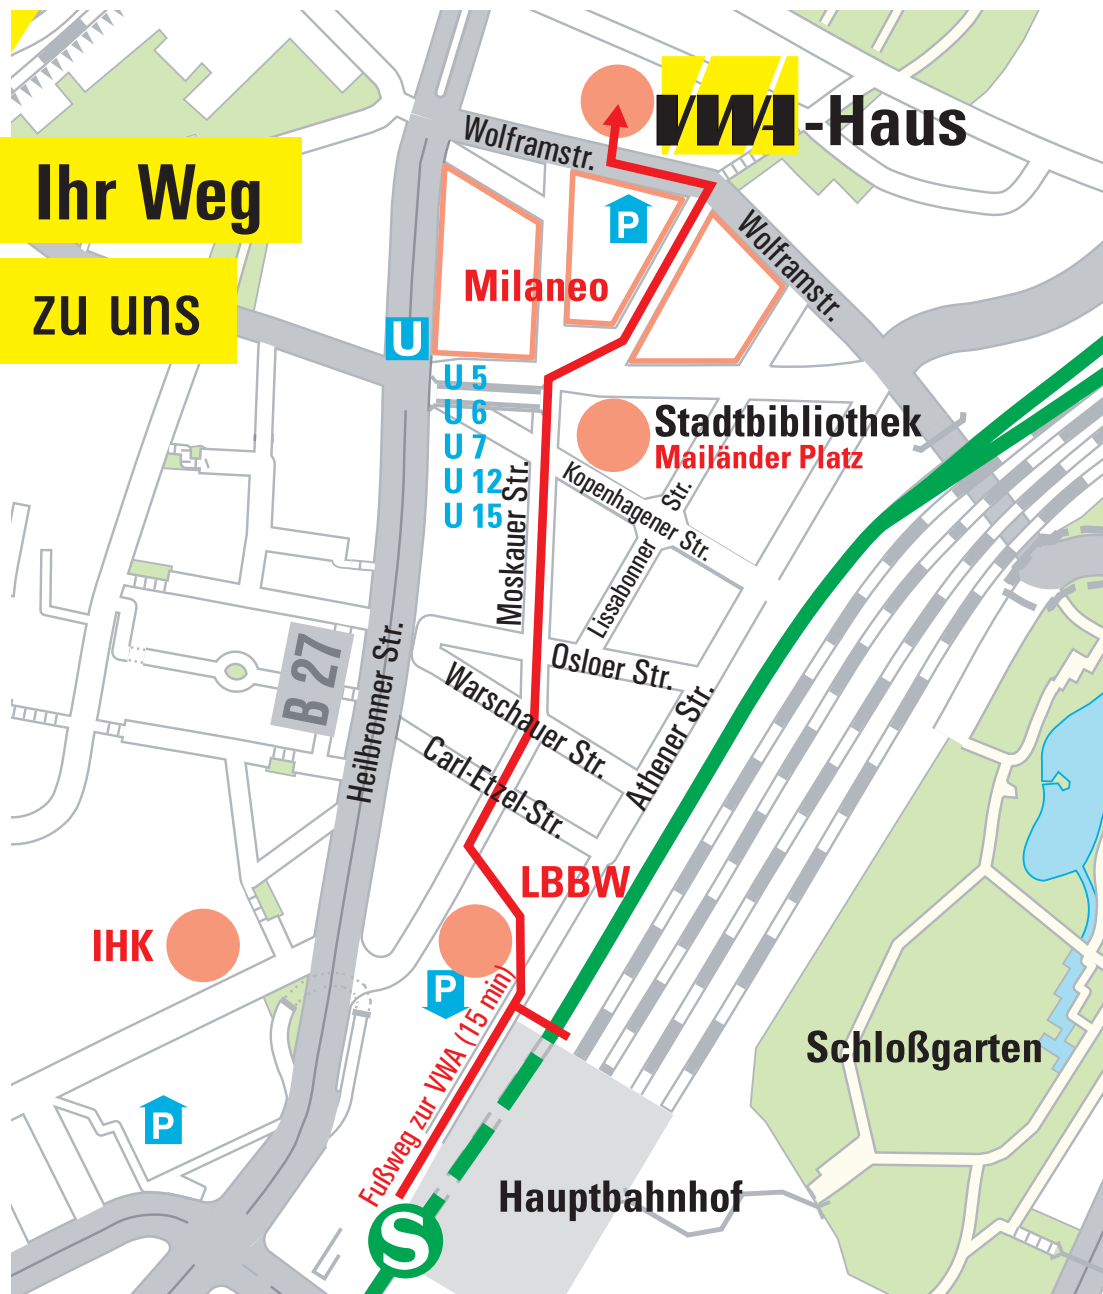 VWA-Haus
Wolframstr.
Ihr Weg
zu uns
P
Wolframstr.
Milaneo
U
U 5
U 6
U 7
U 12
U 15
Stadtbibliothek
Mailänder Platz
Kopenhagener Str.
Lissabonner Str.
Moskauer Str.
Osloer Str.
B 27
Heilbronner Str.
Warschauer Str.
Athener Str.
Carl-Etzel-Str.
LBBW
IHK
P
Fußweg zur VWA (15 min)
Schloßgarten
P
Hauptbahnhof
S